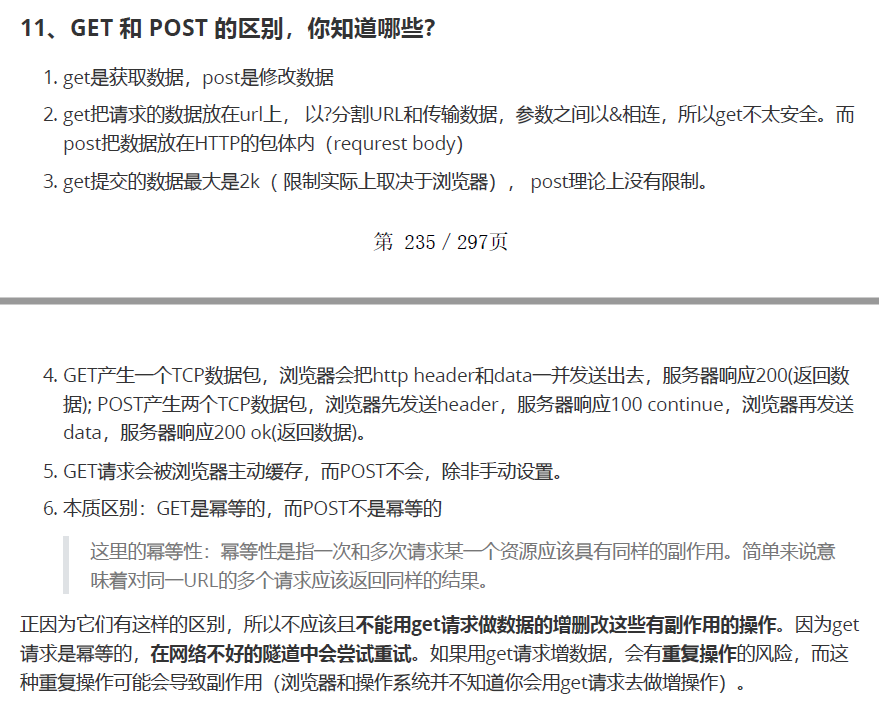 11、GET 和 POST 的区别，你知道哪些？
1. get是获取数据，post是修改数据
2. get把请求的数据放在url上， 以?分割URL和传输数据，参数之间以&相连，所以get不太安全。而
post把数据放在HTTP的包体内（requrest body）
3. get提交的数据最大是2k（ 限制实际上取决于浏览器）， post理论上没有限制。
第 235 / 297页
4. GET产生一个TCP数据包，浏览器会把http header和data一并发送出去，服务器响应200(返回数
据); POST产生两个TCP数据包，浏览器先发送header，服务器响应100 continue，浏览器再发送
data，服务器响应200 ok(返回数据)。
5. GET请求会被浏览器主动缓存，而POST不会，除非手动设置。
6. 本质区别：GET是幂等的，而POST不是幂等的
这里的幂等性：幂等性是指一次和多次请求某一个资源应该具有同样的副作用。简单来说意
味着对同一URL的多个请求应该返回同样的结果。
正因为它们有这样的区别，所以不应该且不能用get请求做数据的增删改这些有副作用的操作。因为get
请求是幂等的，在网络不好的隧道中会尝试重试。如果用get请求增数据，会有重复操作的风险，而这
种重复操作可能会导致副作用（浏览器和操作系统并不知道你会用get请求去做增操作）。